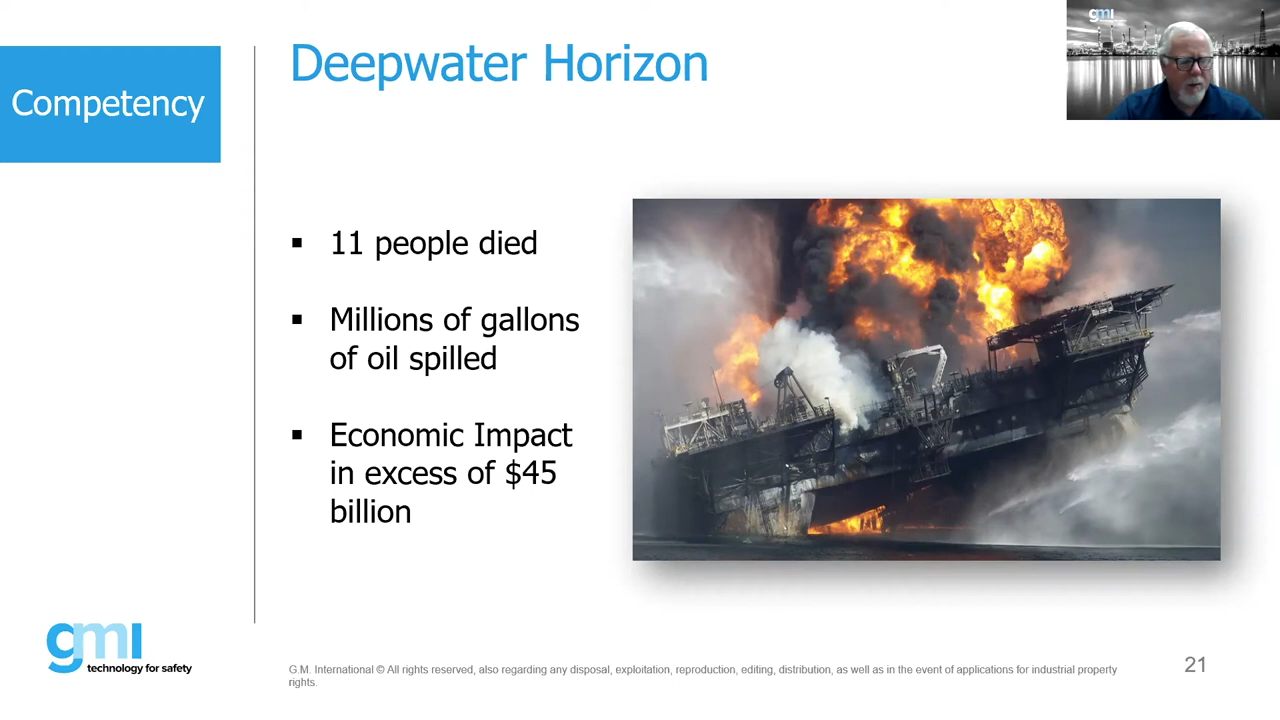 Competency
Deepwater Horizon
gmi
▪ 11 people died
▪ Millions of gallons
of oil spilled
▪ Economic Impact
in excess of $45
billion
gmi
technology for safety
G.M. International © All rights reserved, also regarding any disposal, exploitation, reproduction, editing, distribution, as well as in the event of applications for industrial property
rights.
21